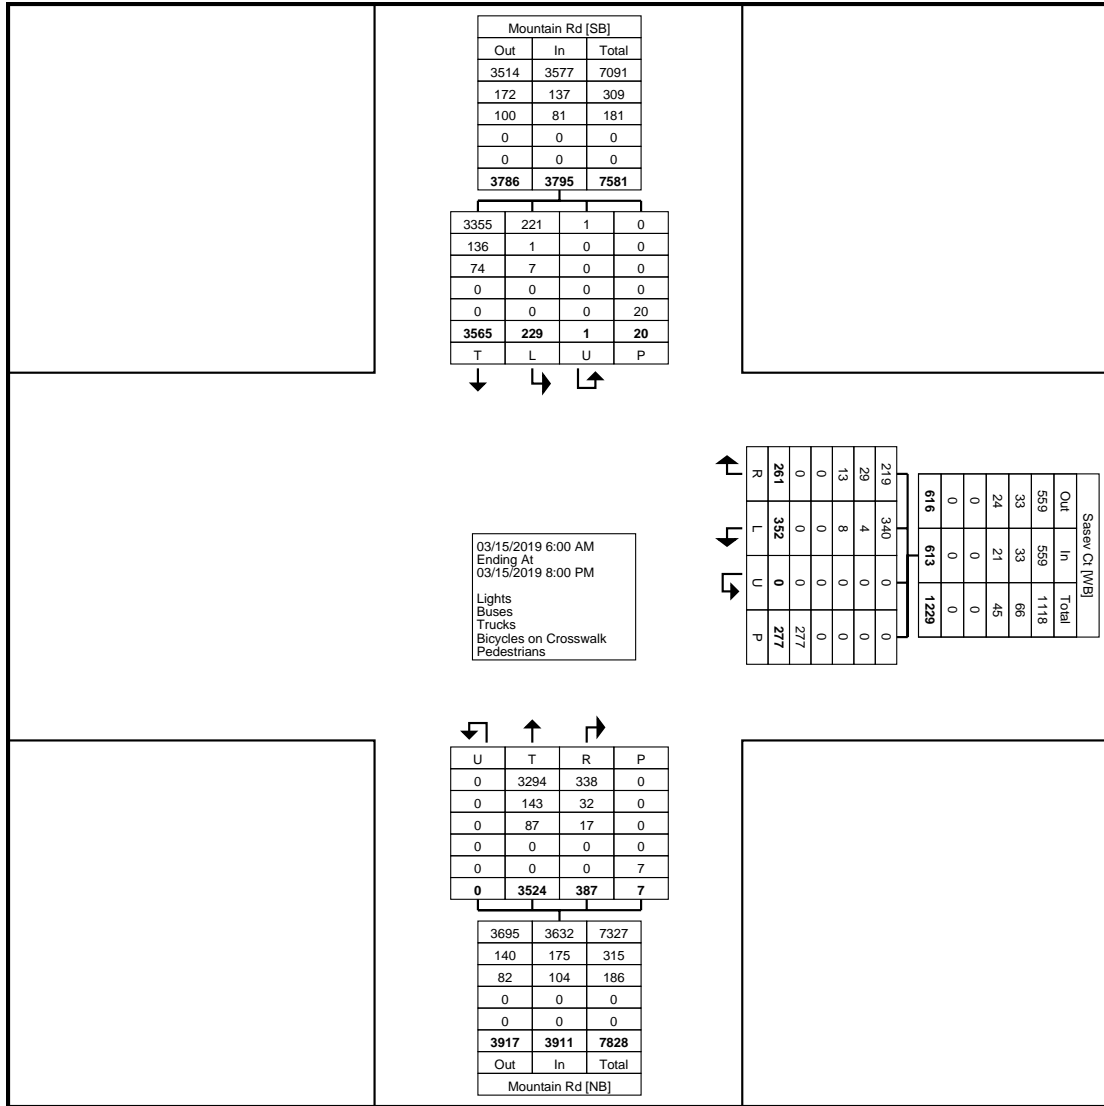 Mountain Rd [SB]
Out In Total
3514 3577 7091
172 137 309
100 81 181
0 0 0
0 0 0
3786 3795 7581
3355 221 1 0
136 1 0 0
74 7 0 0
0 0 0 0
0 0 0 20
3565 229 1 20
T L U P
Sasev Ct [WB]
Out In Total
559 559 1118
33 33 66
24 21 45
0 0 0
0 0 0
616 613 1229
219 340 0 0
29 4 0 0
13 8 0 0
0 0 0 0
0 0 0 277
261 352 0 277
R L U P
03/15/2019 6:00 AM
Ending At
03/15/2019 8:00 PM
Lights
Buses
Trucks
Bicycles on Crosswalk
Pedestrians
U T R P
0 3294 338 0
0 143 32 0
0 87 17 0
0 0 0 0
0 0 0 7
0 3524 387 7
3695 3632 7327
140 175 315
82 104 186
0 0 0
0 0 0
3917 3911 7828
Out In Total
Mountain Rd [NB]